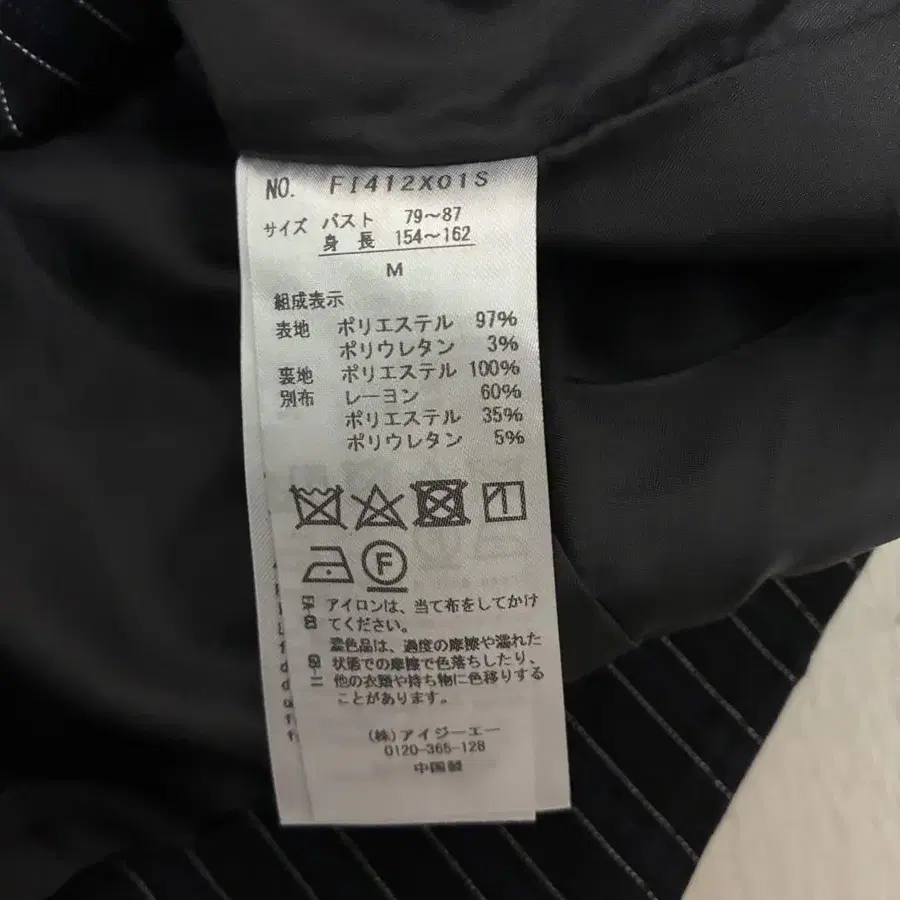 NO. FI412X01S
サイズ バスト 79～87
身長 154～162
M
組成表示
表地 ポリエステル 97%
ポリウレタン 3%
裏地 ポリエステル 100%
別布 レーヨン 60%
ポリエステル 35%
ポリウレタン 5%
F
アイロンは、当て布をしてかけ
てください。
濃色品は、過度の摩擦や濡れた
状態での摩擦で色落ちしたり、
他の衣類や持ち物に色移りする
ことがあります。
(株)アイジーエー
0120-365-128
中国製